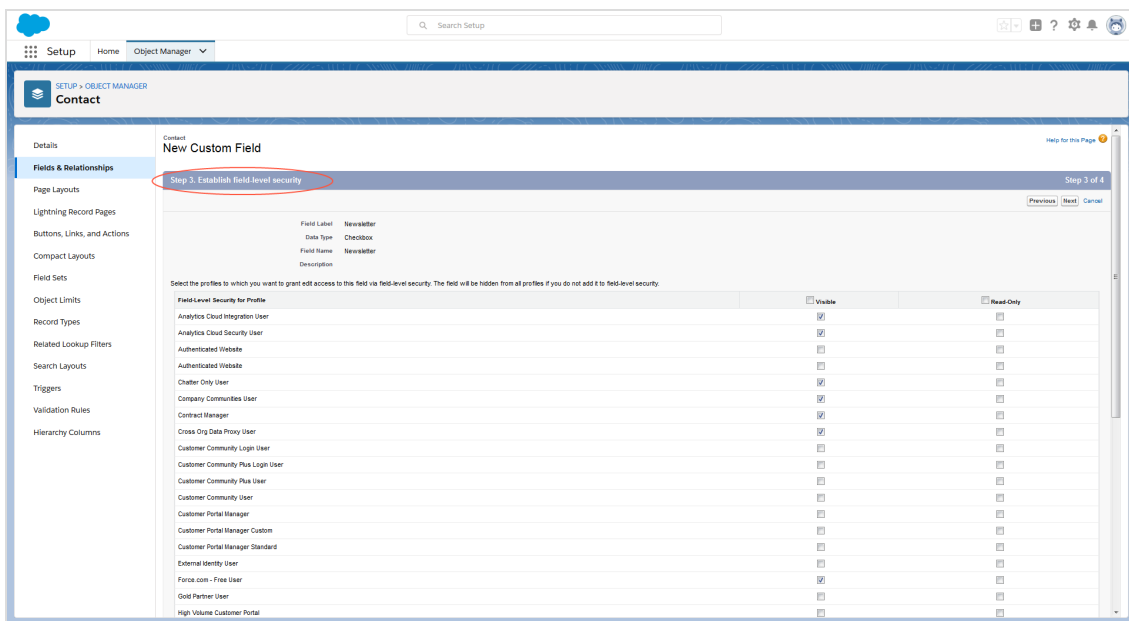 Search Setup
Setup Home Object Manager
SETUP > OBJECT MANAGER
Contact
Details
Fields & Relationships
Page Layouts
Lightning Record Pages
Buttons, Links, and Actions
Compact Layouts
Field Sets
Object Limits
Record Types
Related Lookup Filters
Search Layouts
Triggers
Validation Rules
Hierarchy Columns
Contact
New Custom Field
Help for this Page
Step 3. Establish field-level security Step 3 of 4
Previous Next Cancel
Field Label Newsletter
Data Type Checkbox
Field Name Newsletter
Description
Select the profiles to which you want to grant edit access to this field via field-level security. The field will be hidden from all profiles if you do not add it to field-level security.
Field-Level Security for Profile Visible Read-Only
Analytics Cloud Integration User
Analytics Cloud Security User
Authenticated Website
Authenticated Website
Chatter Only User
Company Communities User
Contract Manager
Cross Org Data Proxy User
Customer Community Login User
Customer Community Plus Login User
Customer Community Plus User
Customer Community User
Customer Portal Manager
Customer Portal Manager Custom
Customer Portal Manager Standard
External Identity User
Force.com - Free User
Gold Partner User
High Volume Customer Portal